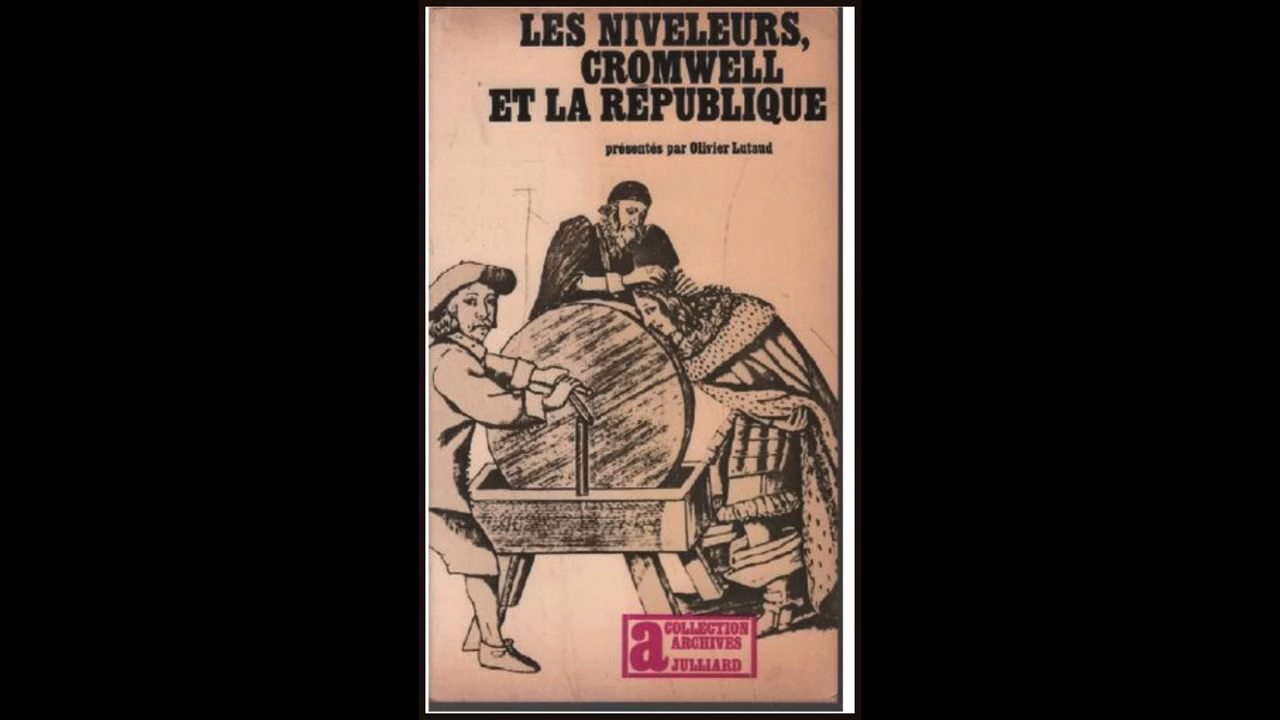 LES NIVELEURS,
CROMWELL
ET LA RÉPUBLIQUE
présentés par Olivier Lutaud
a
COLLECTION
ARCHIVES
JULLIARD